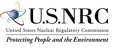 U.S.NRC
United States Nuclear Regulatory Commission
Protecting People and the Environment